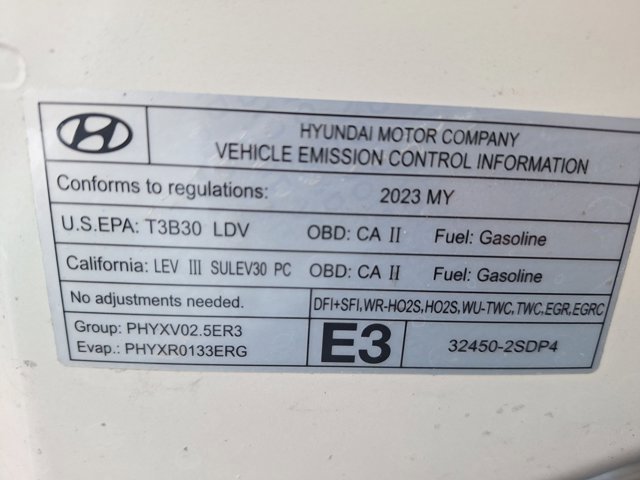 HYUNDAI MOTOR COMPANY
VEHICLE EMISSION CONTROL INFORMATION
Conforms to regulations: 2023 MY
U.S.EPA: T3B30 LDV OBD: CA II Fuel: Gasoline
California: LEV III SULEV30 PC OBD: CA II Fuel: Gasoline
No adjustments needed. DFI+SFI,WR-HO2S,HO2S,WU-TWC,TWC,EGR,EGRC
Group: PHYXV02.5ER3
Evap.: PHYXR0133ERG
E3
32450-2SDP4